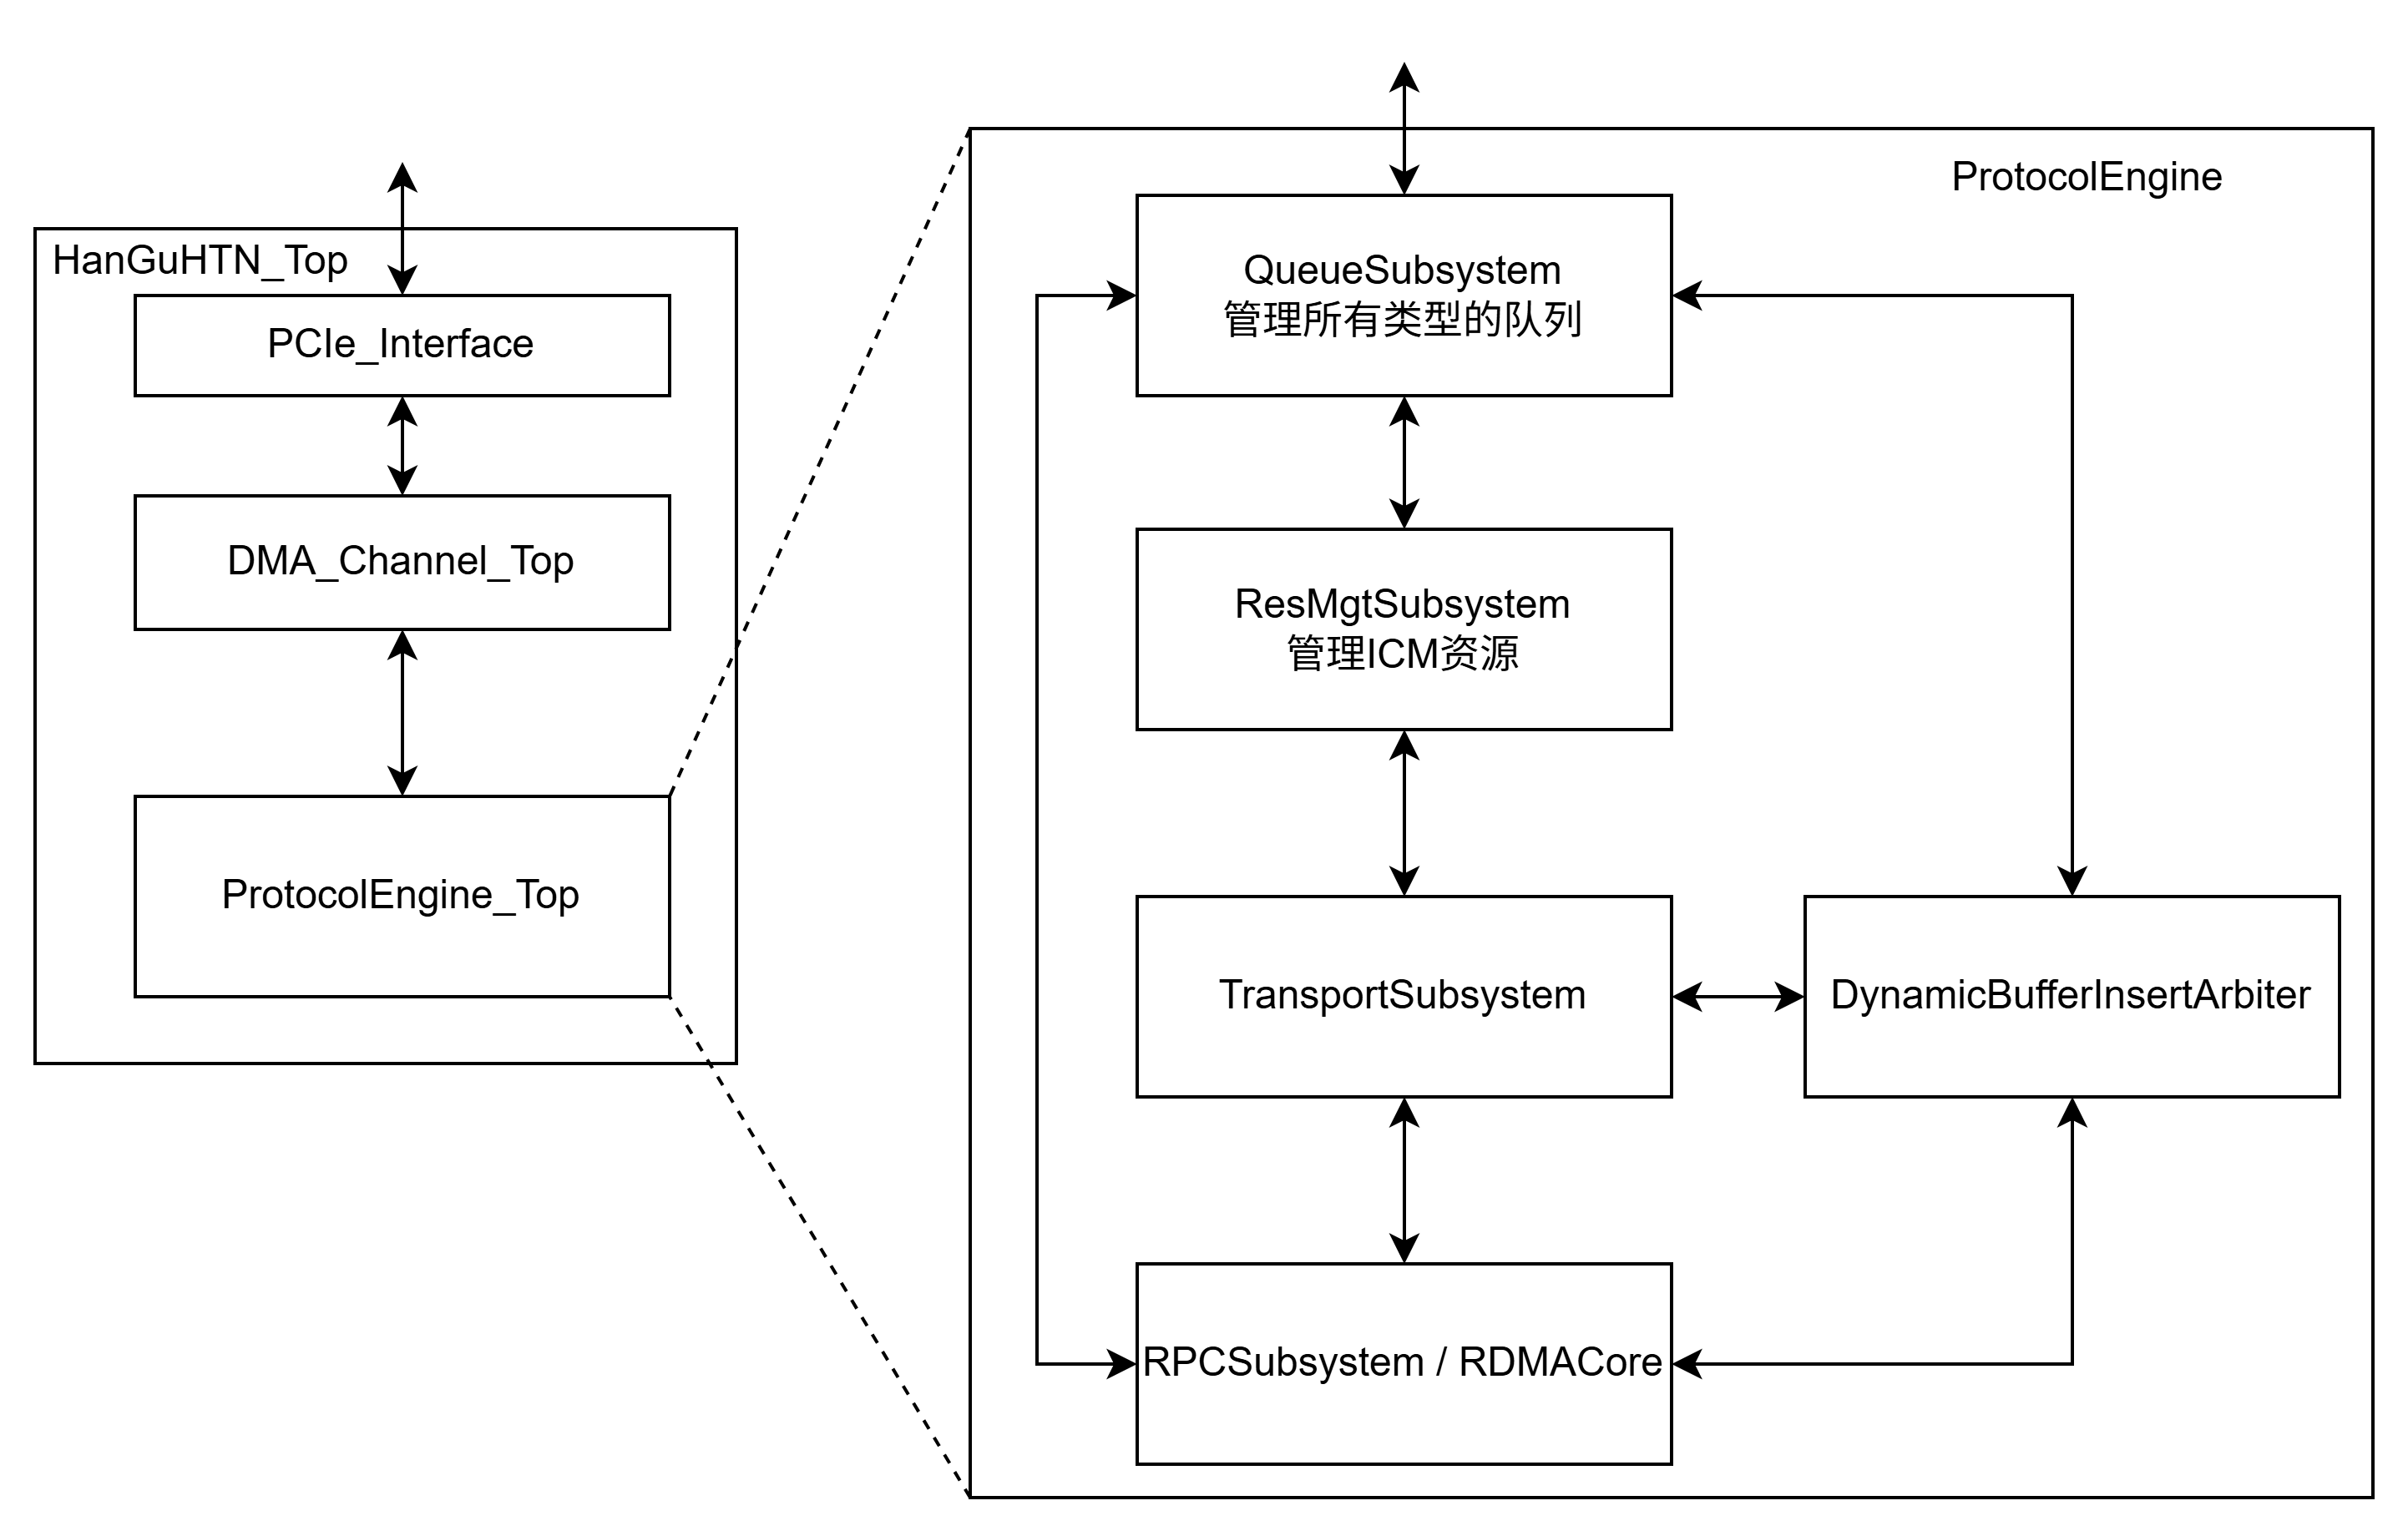 HanGuHTN_Top
PCIe_Interface
DMA_Channel_Top
ProtocolEngine_Top
ProtocolEngine
QueueSubsystem
管理所有类型的队列
ResMgtSubsystem
管理ICM资源
TransportSubsystem
DynamicBufferInsertArbiter
RPCSubsystem / RDMACore